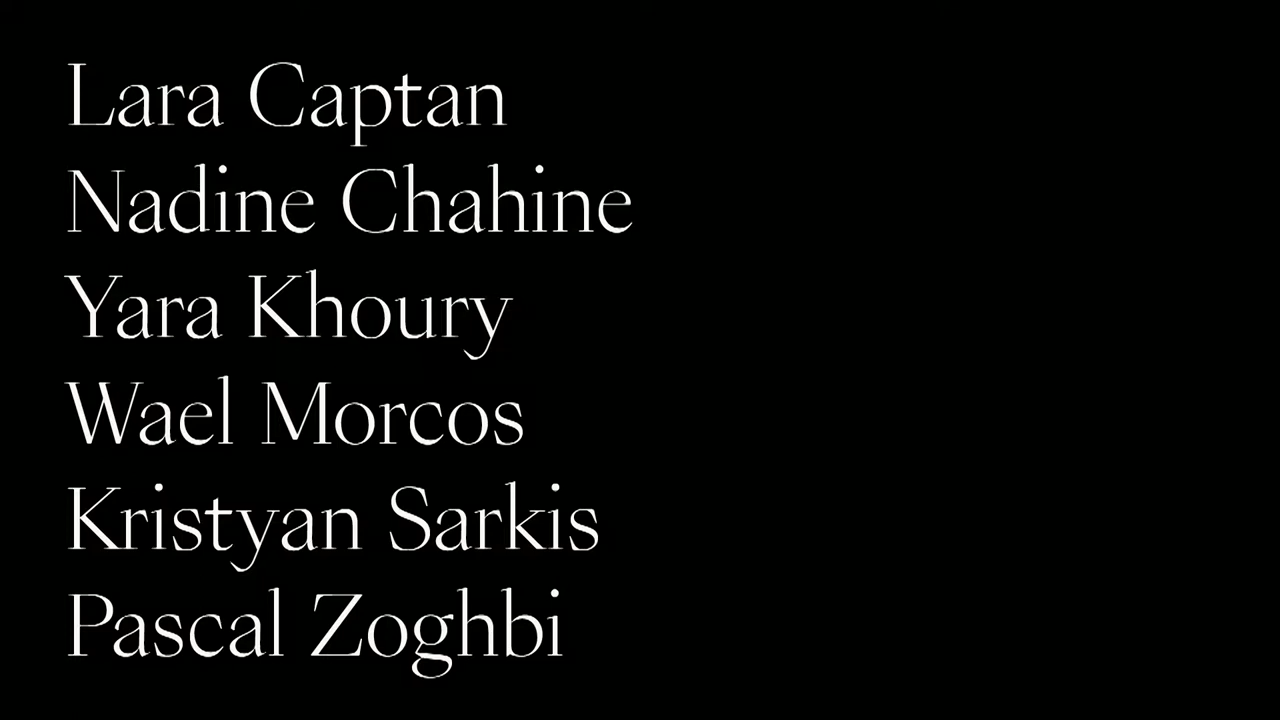 Lara Captan
Nadine Chahine
Yara Khoury
Wael Morcos
Kristyan Sarkis
Pascal Zoghbi